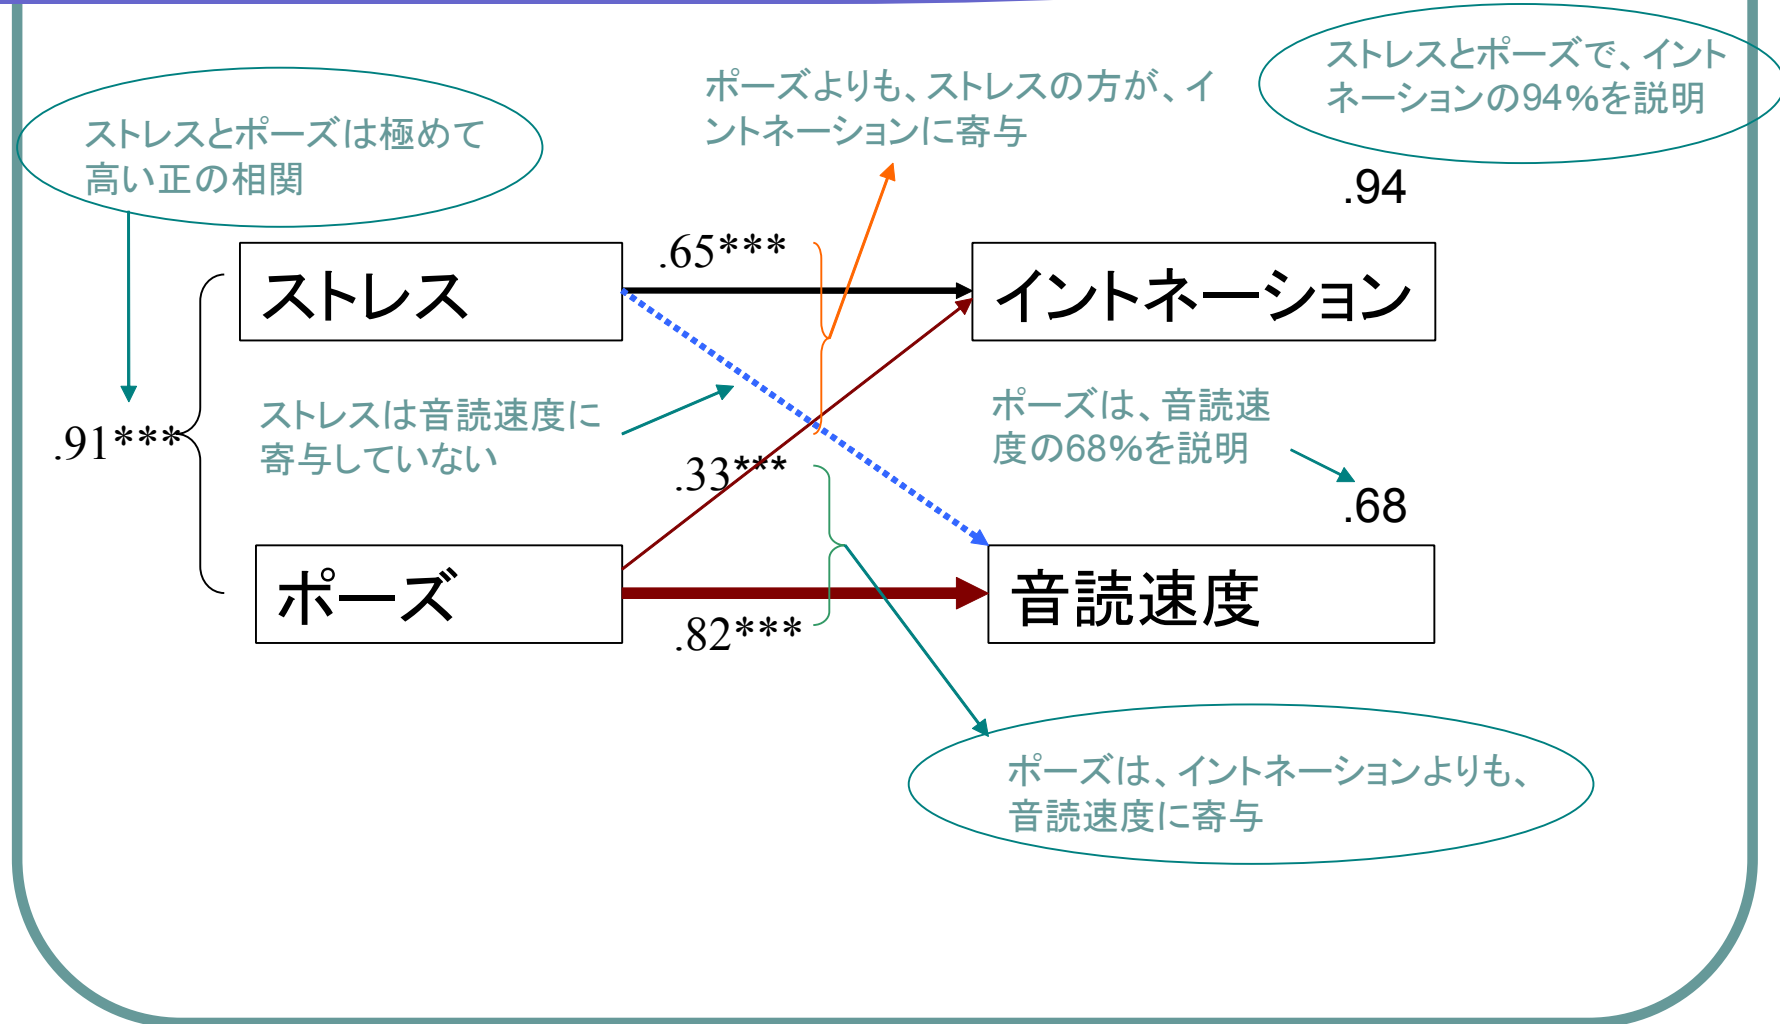 ストレスとポーズで、イント
ネーションの94%を説明
ポーズよりも、ストレスの方が、イ
ントネーションに寄与
ストレスとポーズは極めて
高い正の相関
.94
.65***
ストレス
イントネーション
ストレスは音読速度に
寄与していない
ポーズは、音読速
度の68%を説明
.91***
.33***
.68
ポーズ
音読速度
.82***
ポーズは、イントネーションよりも、
音読速度に寄与